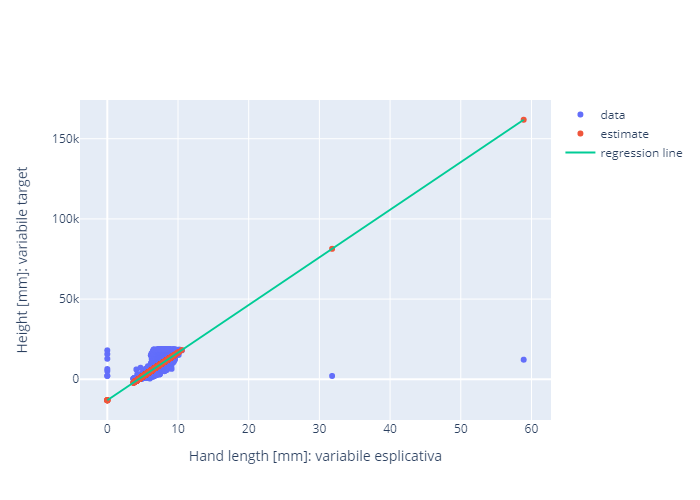 data
estimate
regression line
150k
100k
50k
0
Height [mm]: variabile target
0 10 20 30 40 50 60
Hand length [mm]: variabile esplicativa